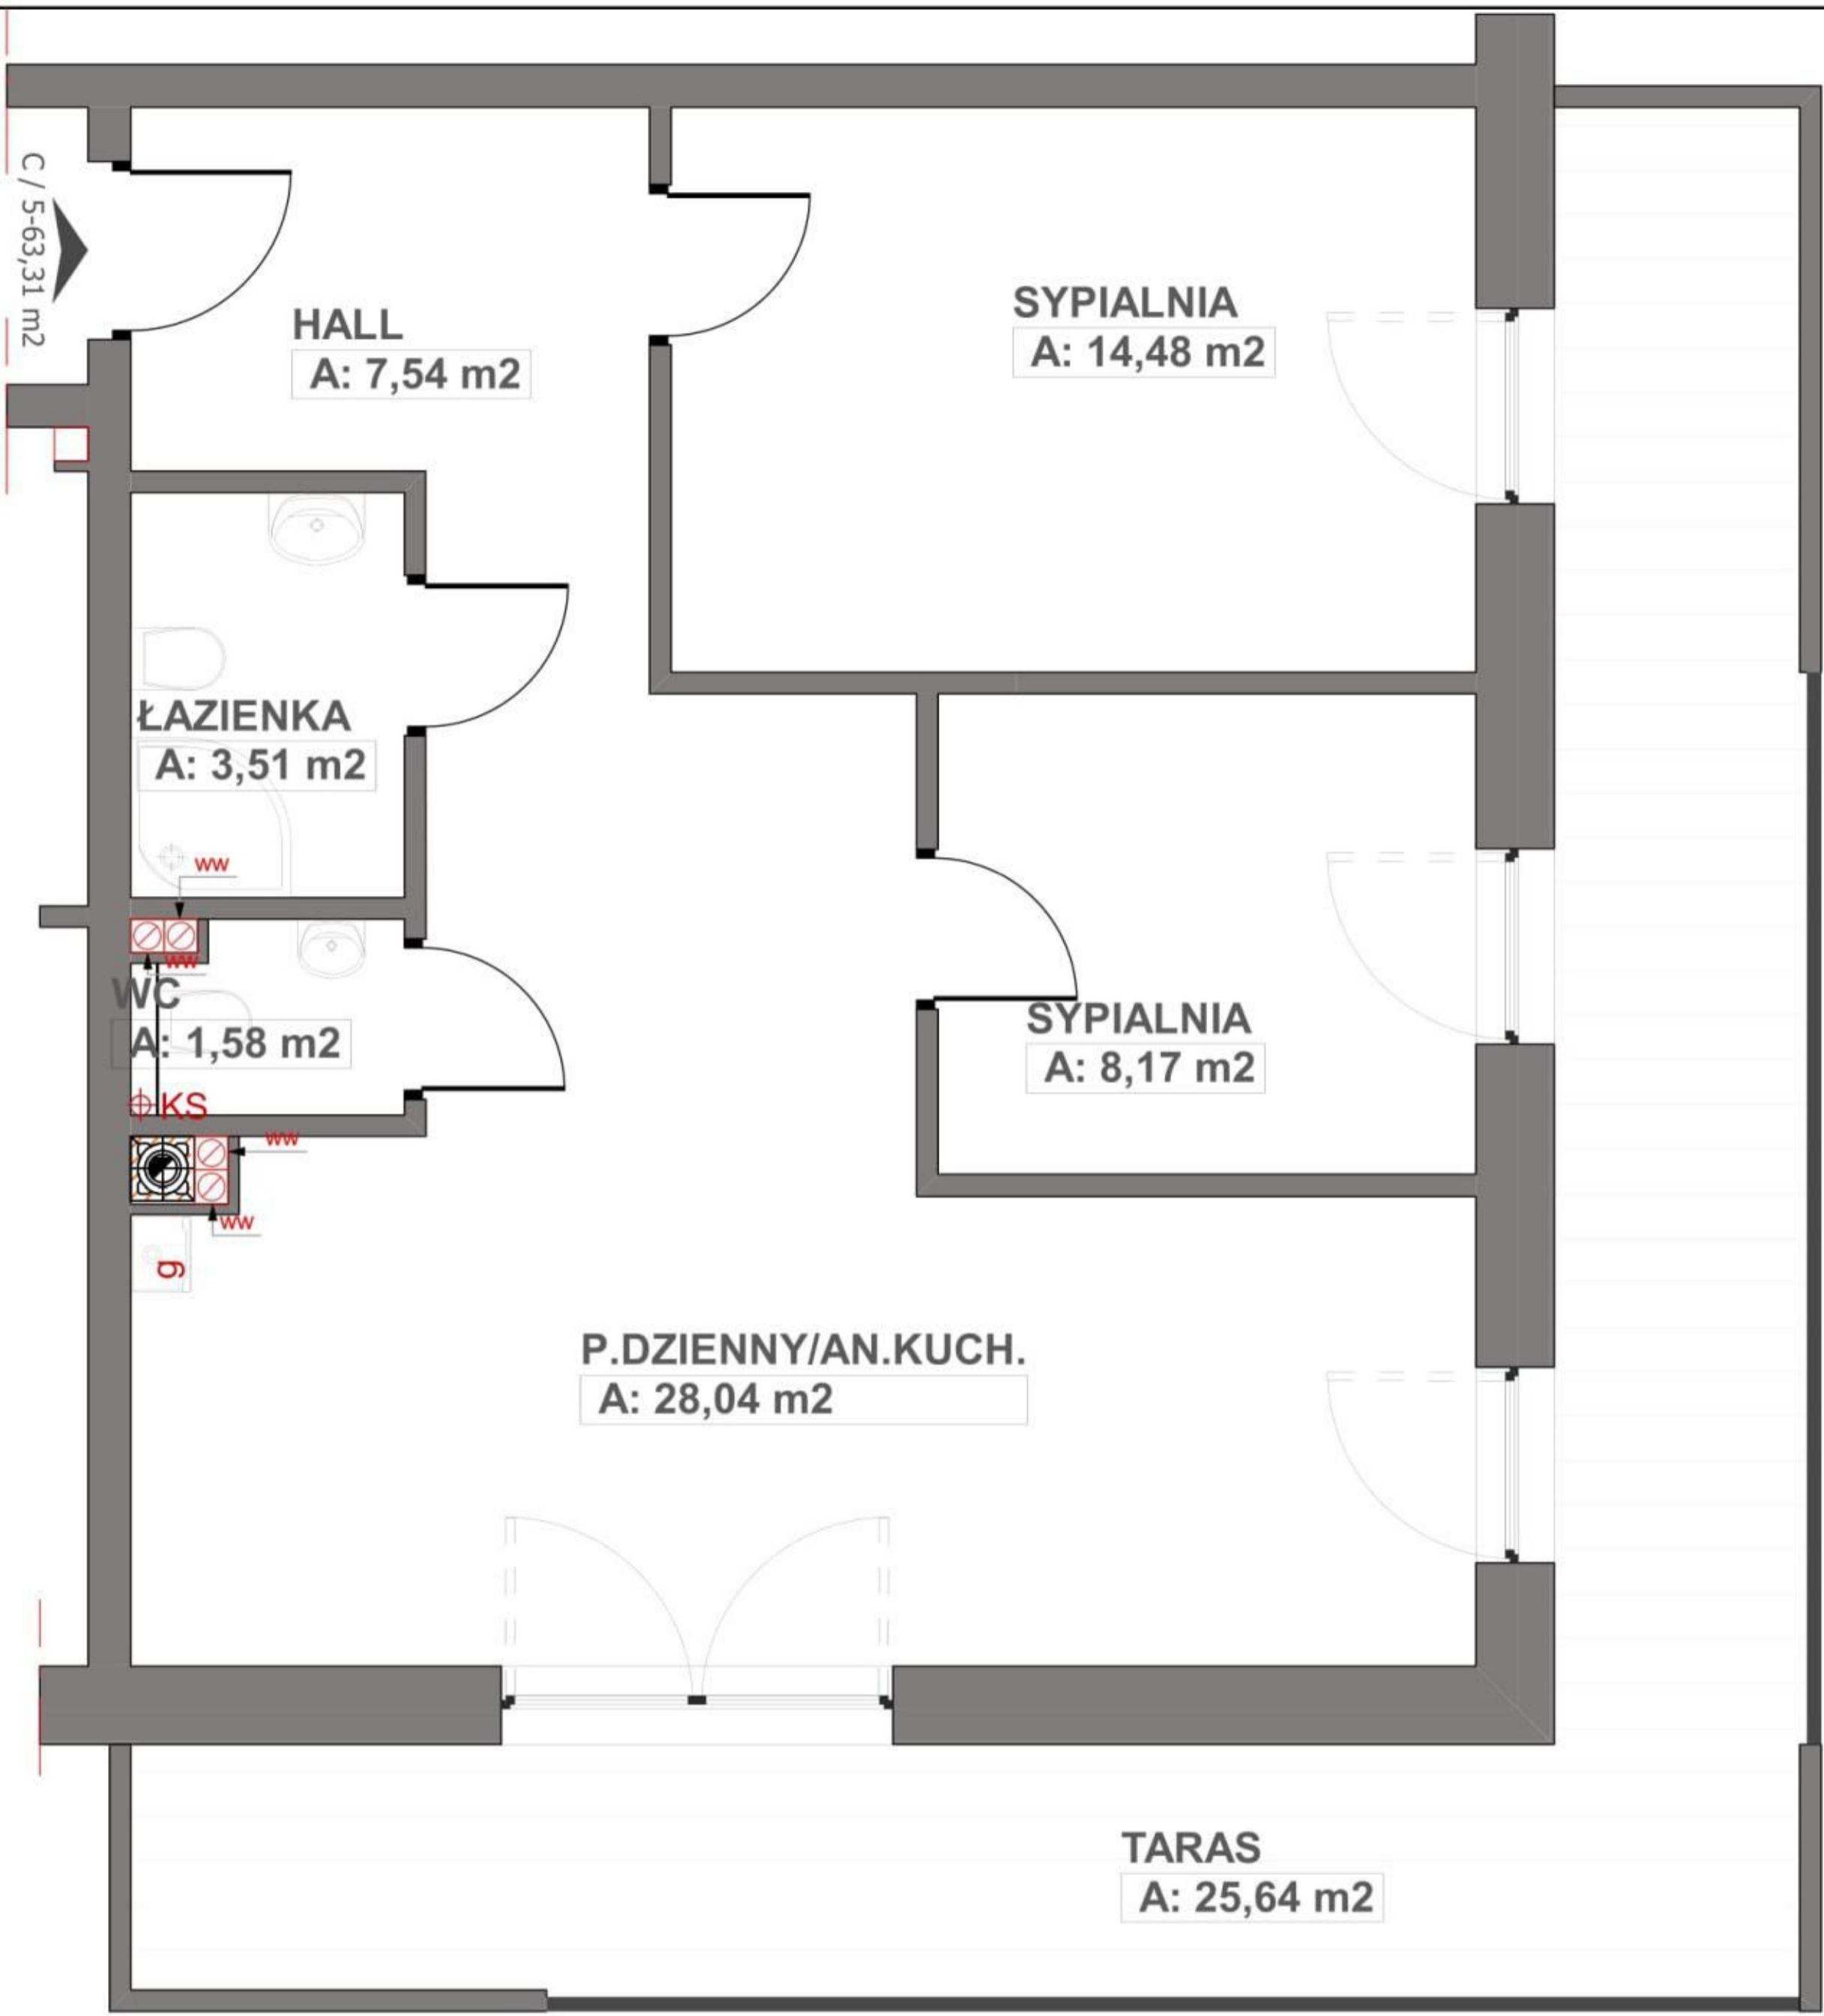 C / 5-63,31 m2
HALL
A: 7,54 m2
SYPIALNIA
A: 14,48 m2
ŁAZIENKA
A: 3,51 m2
ww
ww
WC
A: 1,58 m2
KS
ww
ww
g
SYPIALNIA
A: 8,17 m2
P.DZIENNY/AN.KUCH.
A: 28,04 m2
TARAS
A: 25,64 m2